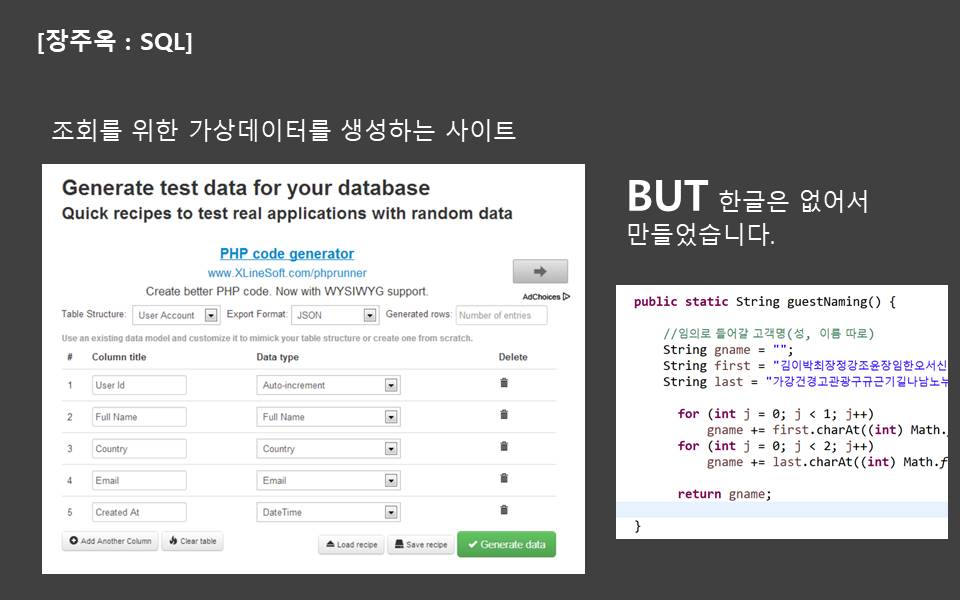 [장주옥 : SQL]
조회를 위한 가상데이터를 생성하는 사이트
Generate test data for your database
Quick recipes to test real applications with random data
PHP code generator
www.XLineSoft.com/phprunner
Create better PHP code. Now with WYSIWYG support.
AdChoices
Table Structure: User Account Export Format: JSON Generated rows: Number of entries
Use an existing data model and customize it to mimick your table structure or create one from scratch.
# Column title Data type Delete
1 User Id Auto-increment
2 Full Name Full Name
3 Country Country
4 Email Email
5 Created At DateTime
Add Another Column Clear table Load recipe Save recipe Generate data
BUT 한글은 없어서
만들었습니다.
public static String guestNaming() {
//임의로 들어갈 고객명(성, 이름 따로)
String gname = "";
String first = "김이박최장정강조윤장임한오서신
String last = "가강건경고관광구규근기길나남노누
for (int j = 0; j < 1; j++)
gname += first.charAt((int) Math.
for (int j = 0; j < 2; j++)
gname += last.charAt((int) Math.f
return gname;
}